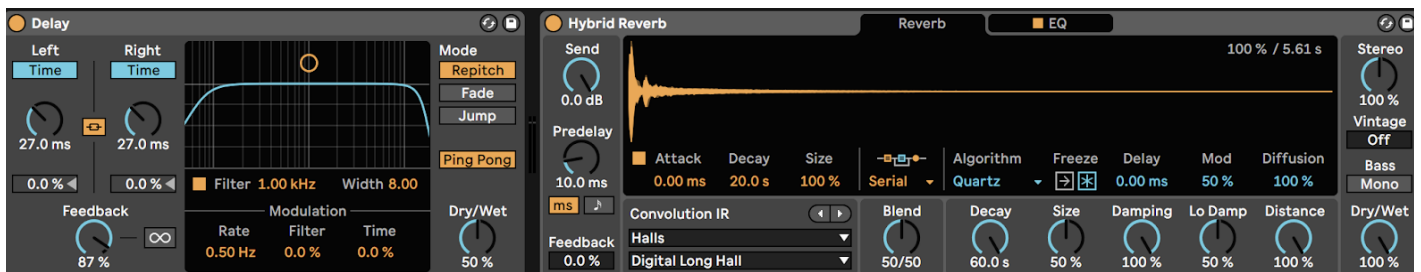 Delay
Left Right
Time Time
27.0 ms 27.0 ms
0.0 % 0.0 %
Feedback
87 %
Filter 1.00 kHz Width 8.00
Modulation
Rate Filter Time
0.50 Hz 0.0 % 0.0 %
Mode
Repitch
Fade
Jump
Ping Pong
Dry/Wet
50 %
Hybrid Reverb Reverb EQ
Send
0.0 dB
Predelay
10.0 ms
ms
Feedback
0.0 %
100 % / 5.61 s
Attack Decay Size Algorithm Freeze Delay Mod Diffusion
0.00 ms 20.0 s 100 % Serial Quartz 0.00 ms 50 % 100 %
Convolution IR
Halls
Digital Long Hall
Blend Decay Size Damping Lo Damp Distance
50/50 60.0 s 50 % 100 % 50 % 100 %
Stereo
100 %
Vintage
Off
Bass
Mono
Dry/Wet
100 %